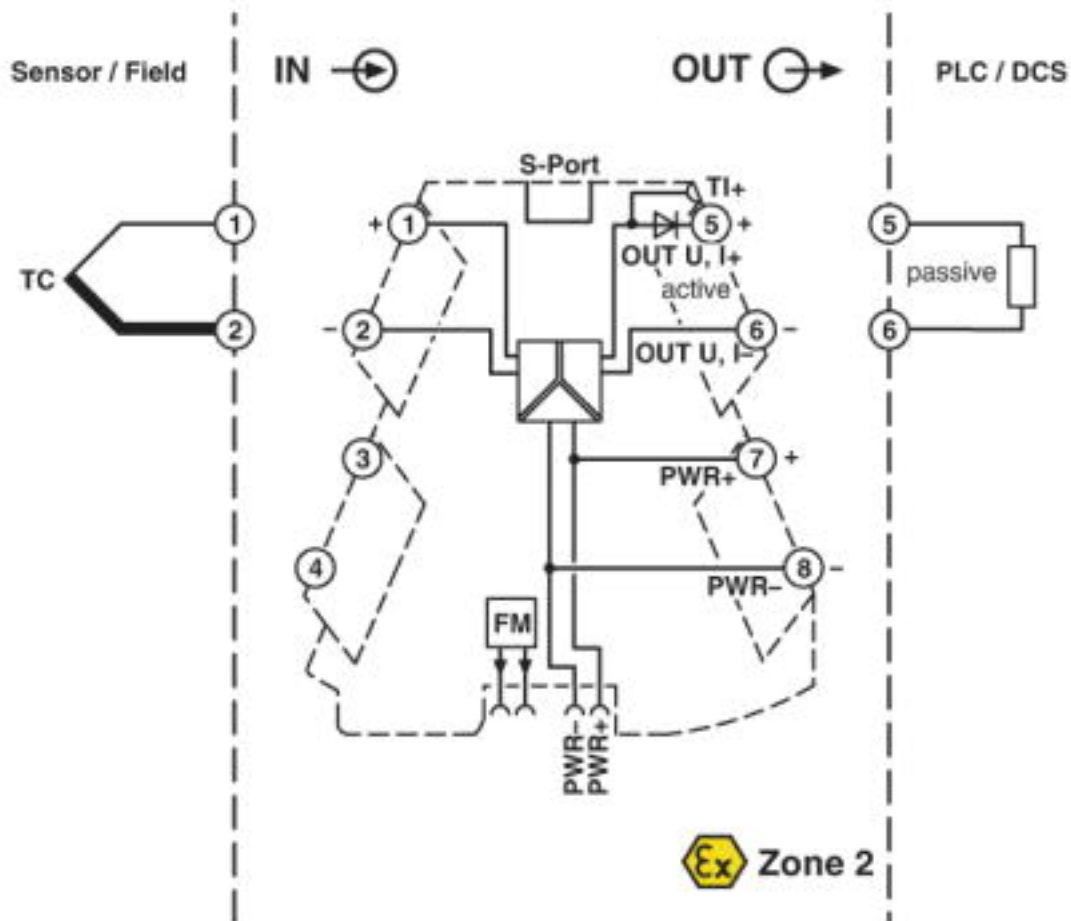 Sensor / Field
IN
OUT
PLC / DCS
S-Port
TI+
1
+
1
5
+
5
OUT U, I+
TC
active
passive
2
–
2
6
–
6
OUT U, I–
3
7
+
PWR+
4
8
–
PWR–
FM
PWR–
PWR+
Ex
Zone 2